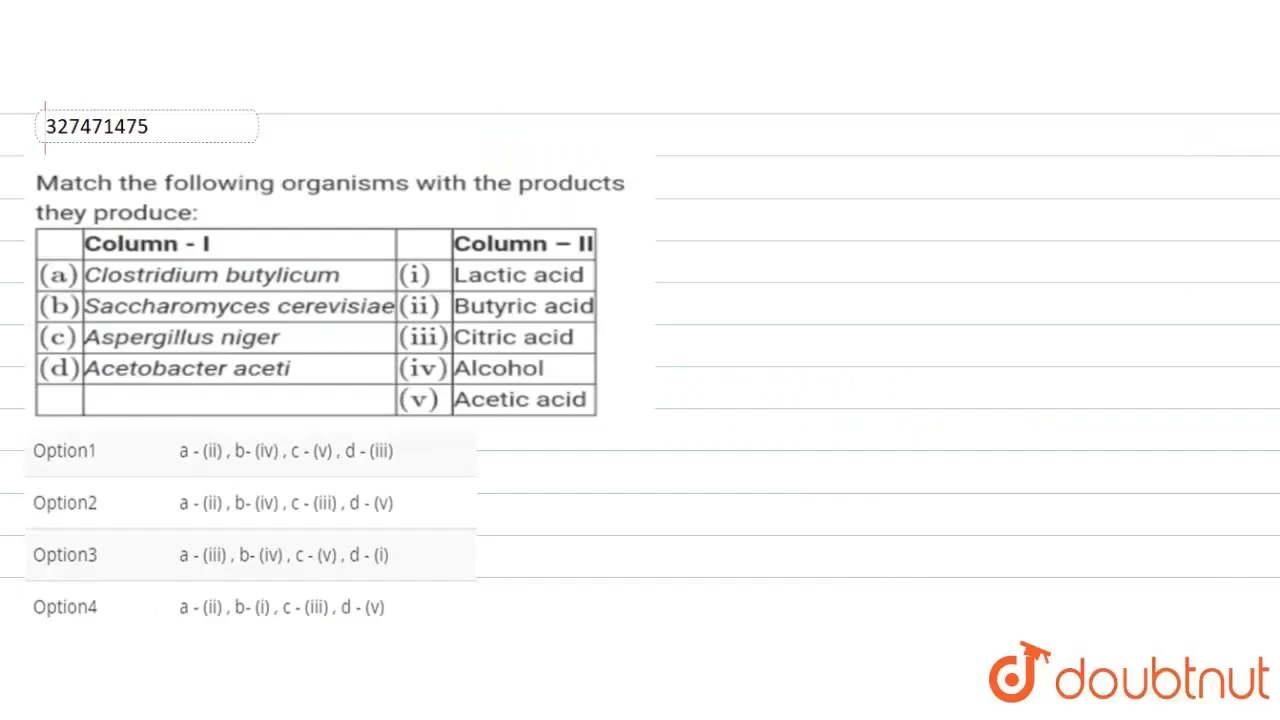 327471475
Match the following organisms with the products
they produce:
Column - I Column – II
(a) Clostridium butylicum (i) Lactic acid
(b) Saccharomyces cerevisiae (ii) Butyric acid
(c) Aspergillus niger (iii) Citric acid
(d) Acetobacter aceti (iv) Alcohol
(v) Acetic acid
Option1 a - (ii) , b- (iv) , c - (v) , d - (iii)
Option2 a - (ii) , b- (iv) , c - (iii) , d - (v)
Option3 a - (iii) , b- (iv) , c - (v) , d - (i)
Option4 a - (ii) , b- (i) , c - (iii) , d - (v)
doubtnut